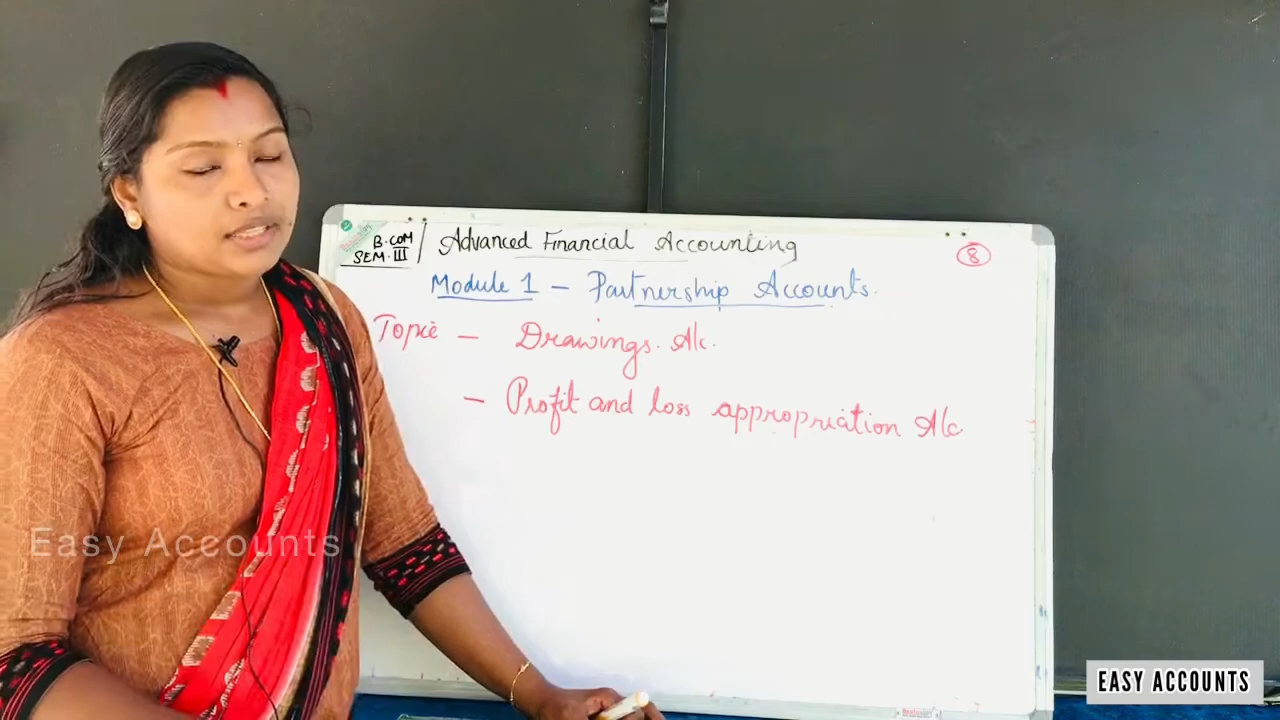 B.COM
SEM.III
Advanced Financial Accounting
8
Module 1 - Partnership Accounts.
Topic - Drawings. A/c.
- Profit and loss appropriation A/c
Easy Accounts
EASY ACCOUNTS